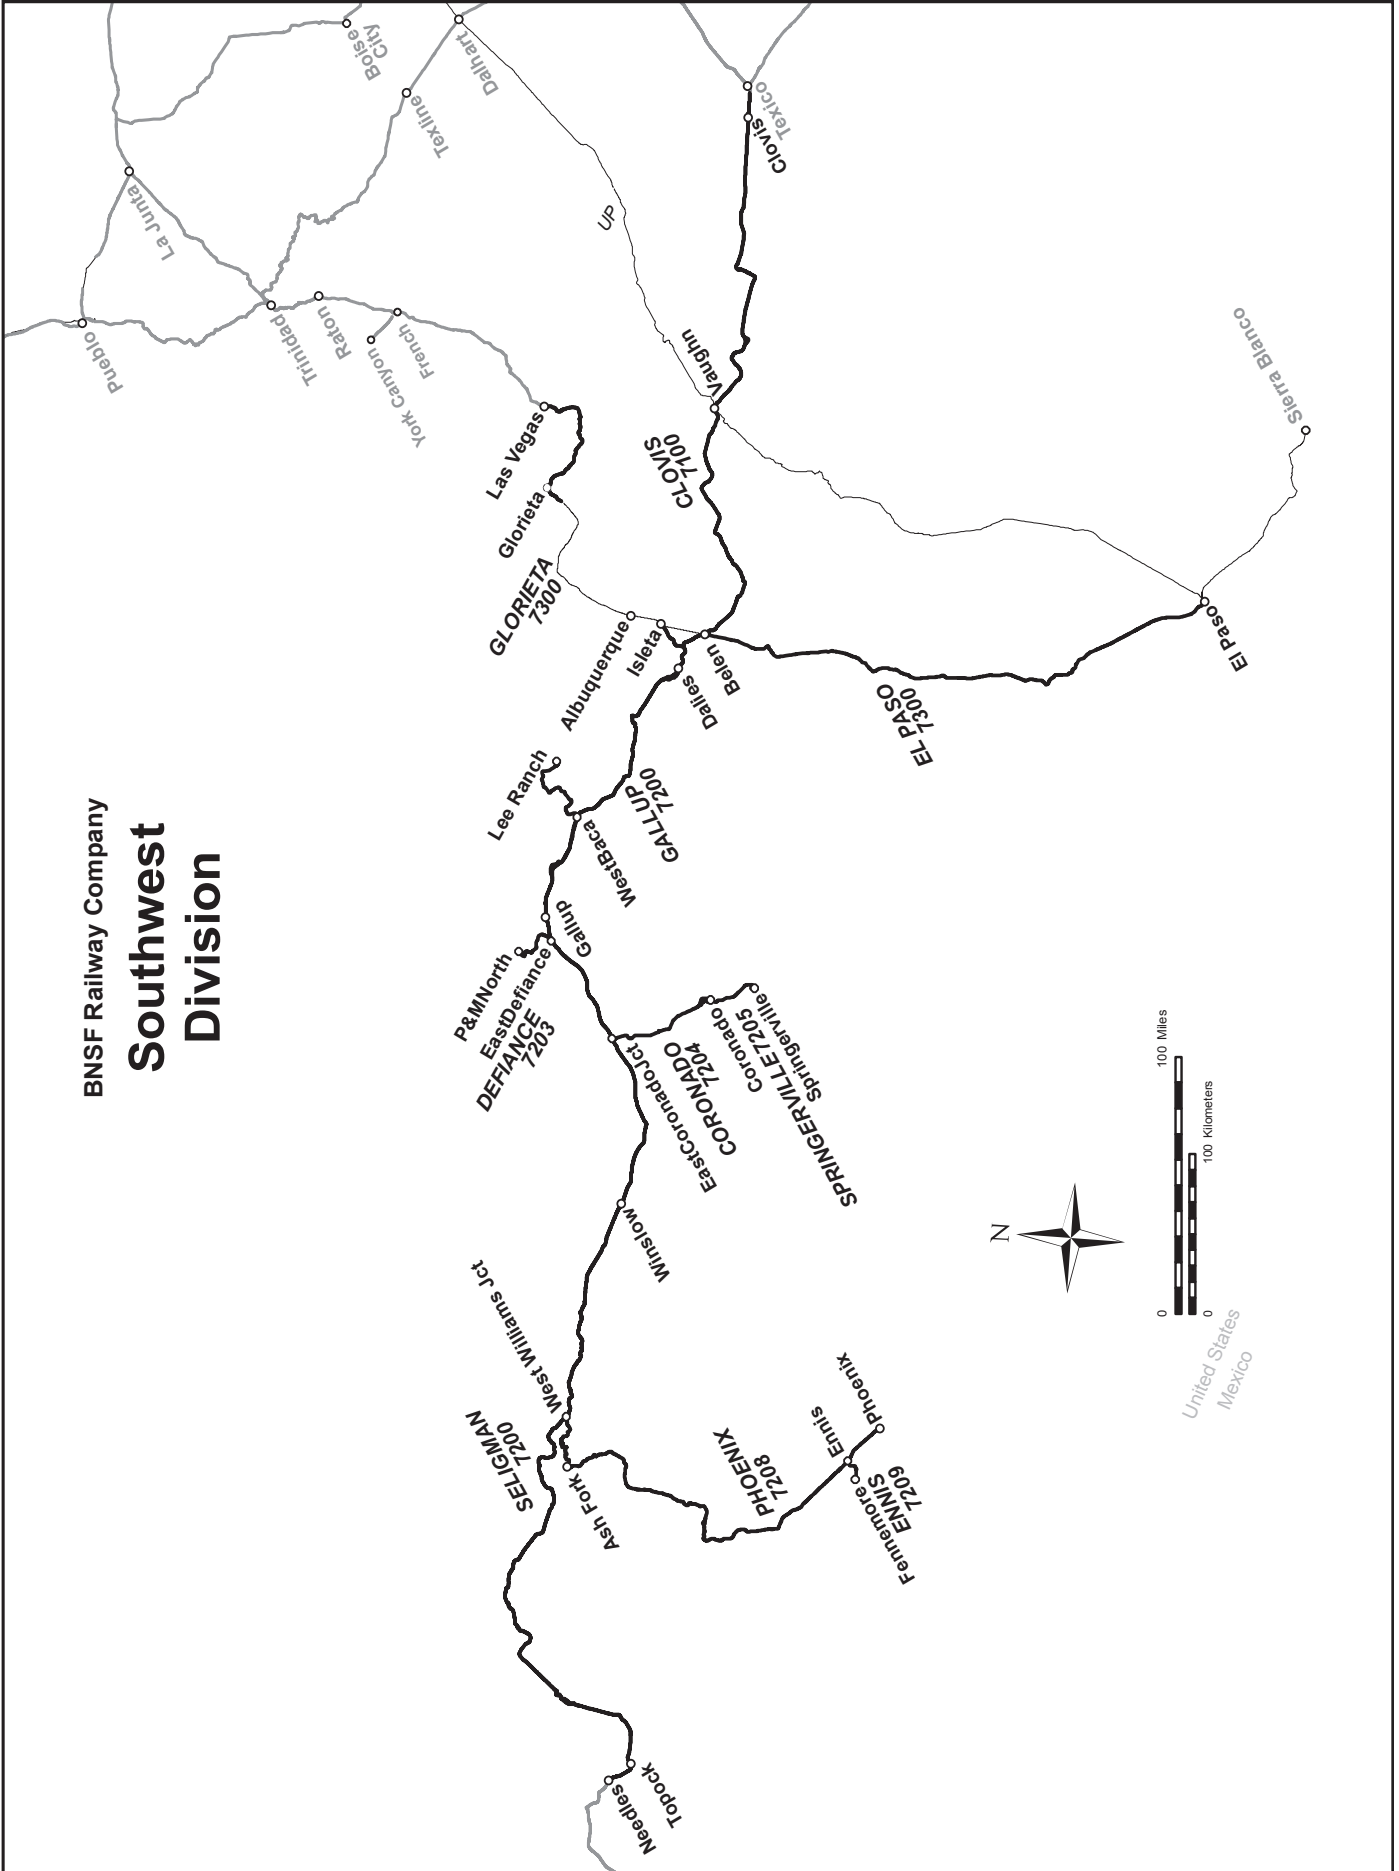 BNSF Railway Company
Southwest
Division
Needles
Topock
SELIGMAN
7200
Ash Fork
West Williams Jct
PHOENIX
7208
Ennis
Phoenix
Fennemore
ENNIS
7209
Winslow
EastCoronadoJct
CORONADO
7204
Coronado
SPRINGERVILLE7205
Springerville
P&MNorth
EastDefiance
DEFIANCE
7203
Gallup
WestBaca
Lee Ranch
GALLUP
7200
Dalies
Isleta
Albuquerque
Belen
GLORIETA
7300
Glorieta
Las Vegas
EL PASO
7300
El Paso
Sierra Blanco
CLOVIS
7100
Vaughn
UP
Clovis
Texico
Pueblo
La Junta
Trinidad
Raton
York Canyon
French
Texline
Dalhart
Boise
City
N
0
100 Miles
0
100 Kilometers
United States
Mexico